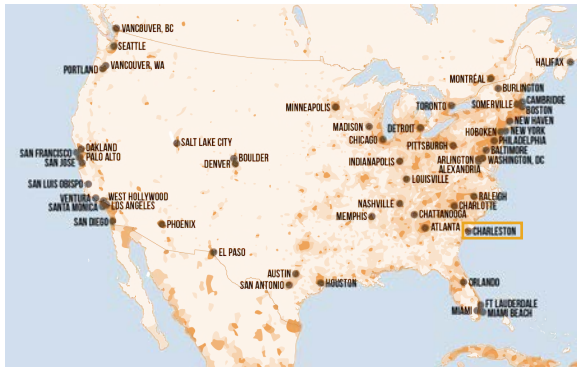 VANCOUVER, BC
SEATTLE
VANCOUVER, WA
PORTLAND
HALIFAX
MONTRÉAL
BURLINGTON
MINNEAPOLIS
TORONTO
SOMERVILLE
CAMBRIDGE
BOSTON
MADISON
DETROIT
NEW HAVEN
HOBOKEN
NEW YORK
CHICAGO
PITTSBURGH
PHILADELPHIA
SALT LAKE CITY
OAKLAND
SAN FRANCISCO
PALO ALTO
SAN JOSE
BOULDER
DENVER
INDIANAPOLIS
BALTIMORE
ARLINGTON
WASHINGTON, DC
ALEXANDRIA
LOUISVILLE
SAN LUIS OBISPO
VENTURA
WEST HOLLYWOOD
SANTA MONICA
LOS ANGELES
NASHVILLE
RALEIGH
CHARLOTTE
MEMPHIS
CHATTANOOGA
SAN DIEGO
PHOENIX
ATLANTA
CHARLESTON
EL PASO
AUSTIN
SAN ANTONIO
HOUSTON
ORLANDO
FT LAUDERDALE
MIAMI
MIAMI BEACH